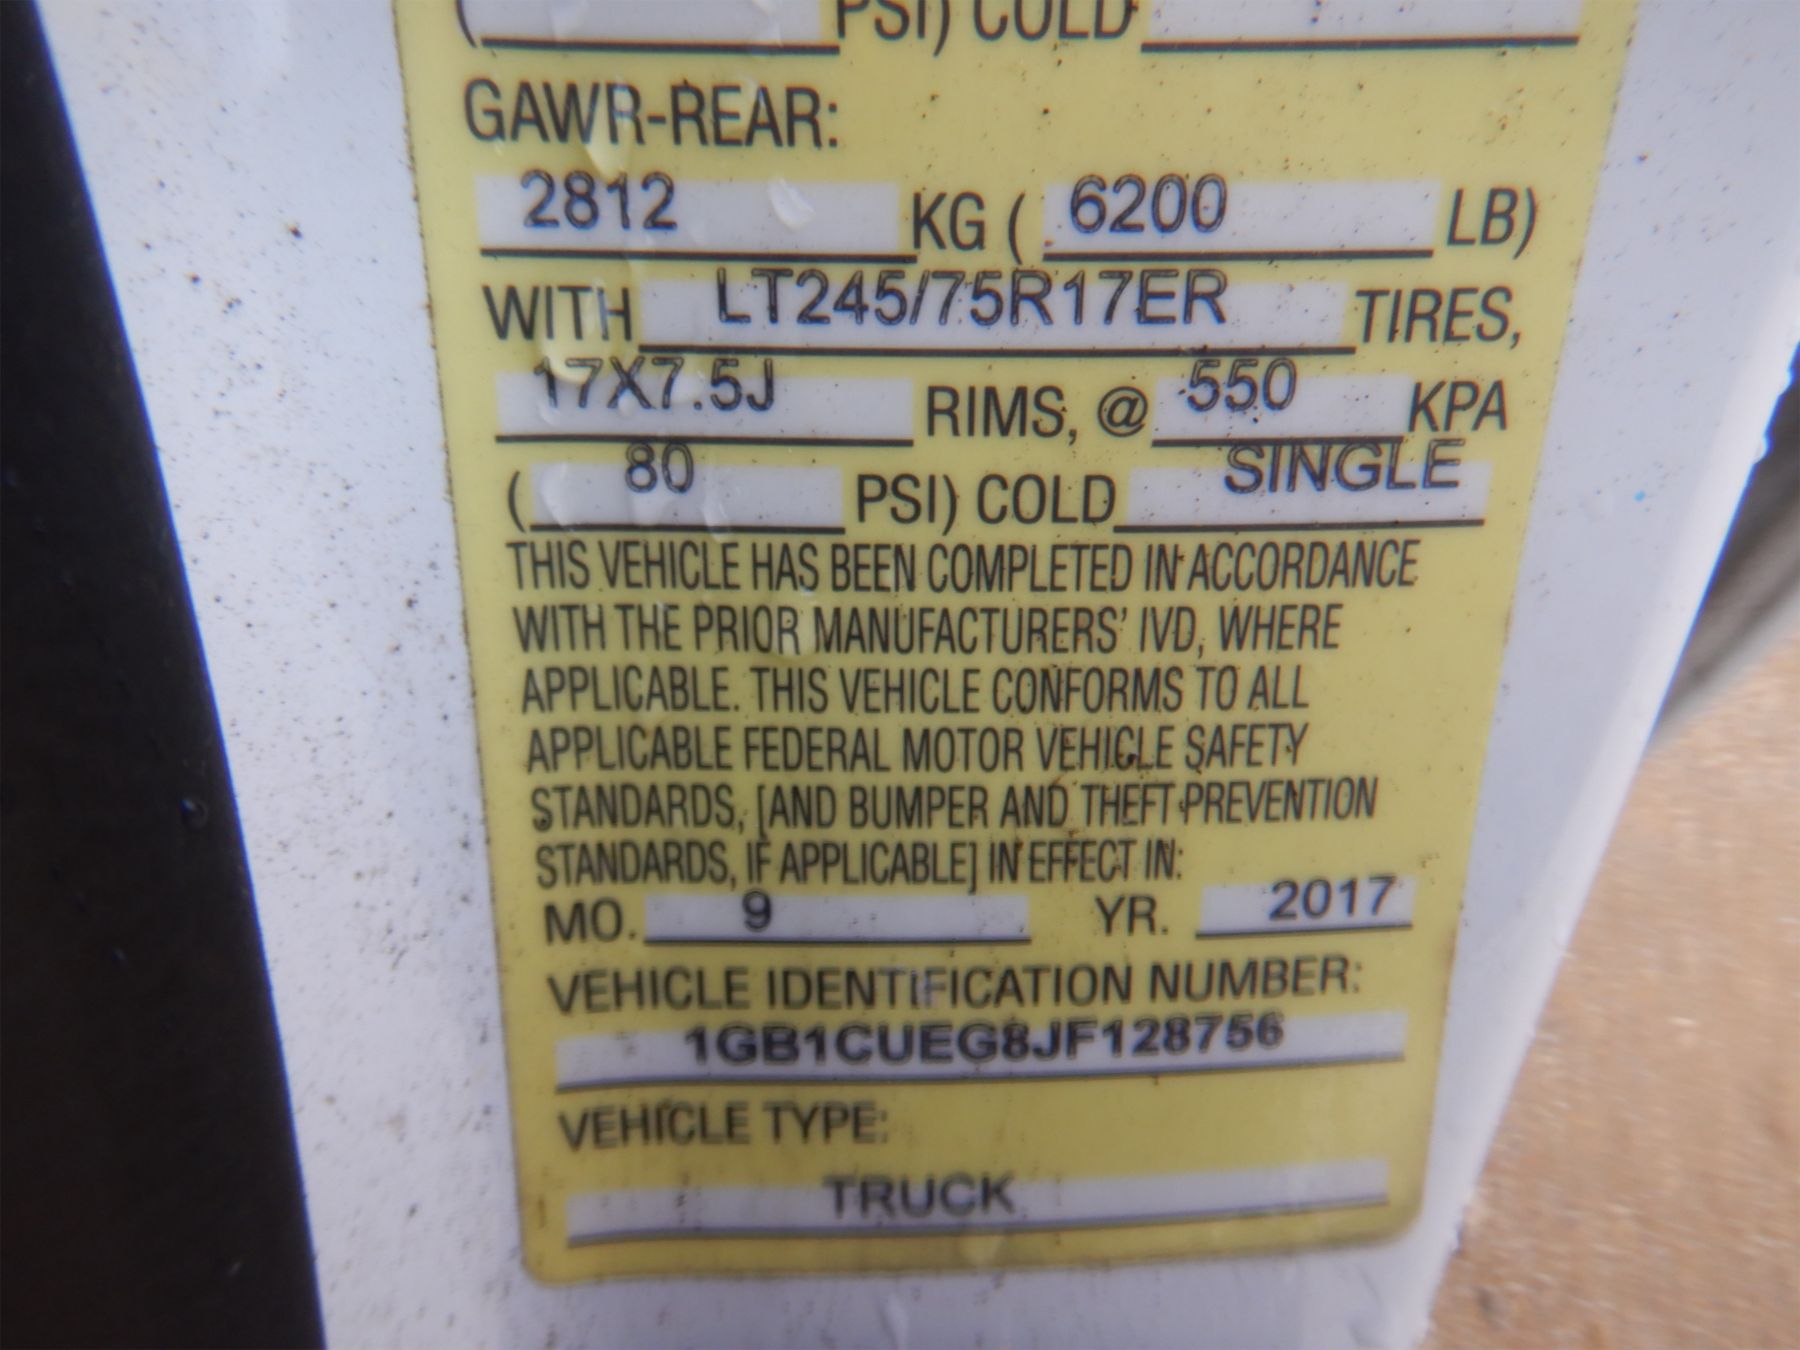 ( PSI) COLD
GAWR-REAR:
2812 KG ( 6200 LB)
WITH LT245/75R17ER TIRES,
17X7.5J RIMS, @ 550 KPA
( 80 PSI) COLD SINGLE
THIS VEHICLE HAS BEEN COMPLETED IN ACCORDANCE
WITH THE PRIOR MANUFACTURERS' IVD, WHERE
APPLICABLE. THIS VEHICLE CONFORMS TO ALL
APPLICABLE FEDERAL MOTOR VEHICLE SAFETY
STANDARDS, [AND BUMPER AND THEFT PREVENTION
STANDARDS, IF APPLICABLE] IN EFFECT IN:
MO. 9 YR. 2017
VEHICLE IDENTIFICATION NUMBER:
1GB1CUEG8JF128756
VEHICLE TYPE:
TRUCK